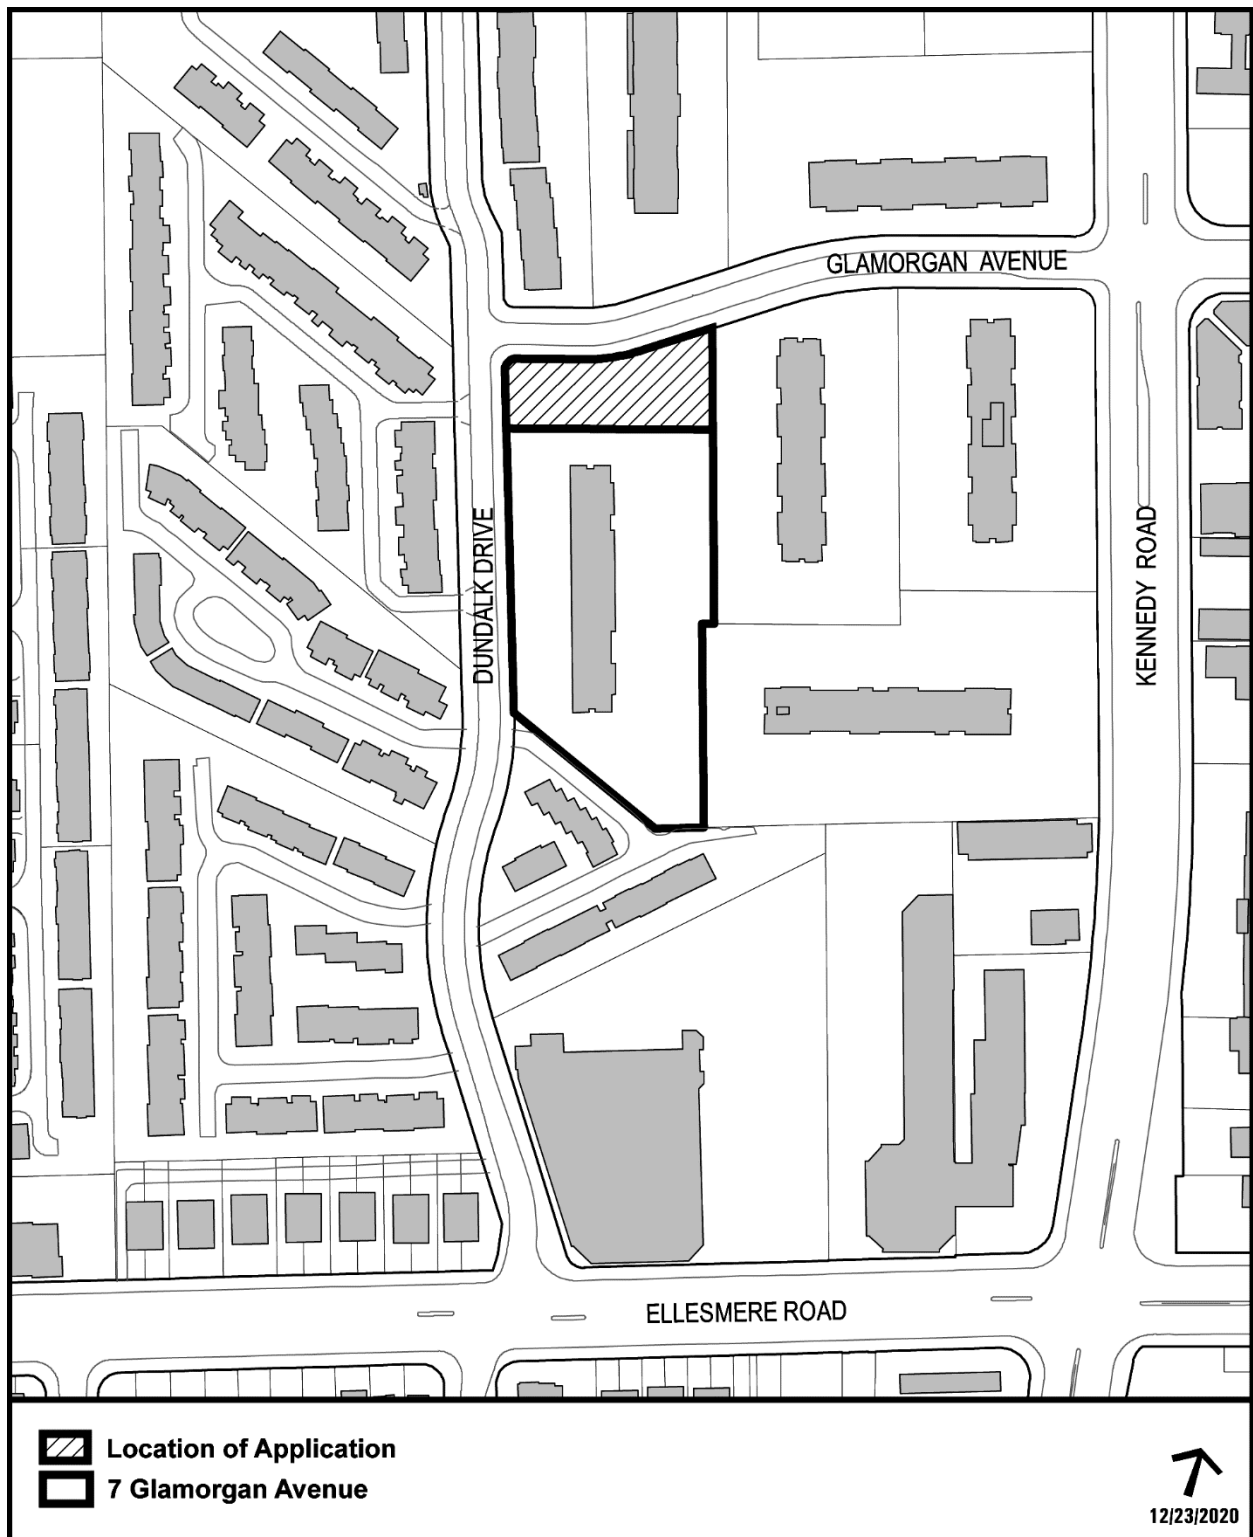 GLAMORGAN AVENUE
DUNDALK DRIVE
KENNEDY ROAD
ELLESMERE ROAD
Location of Application
7 Glamorgan Avenue
12/23/2020